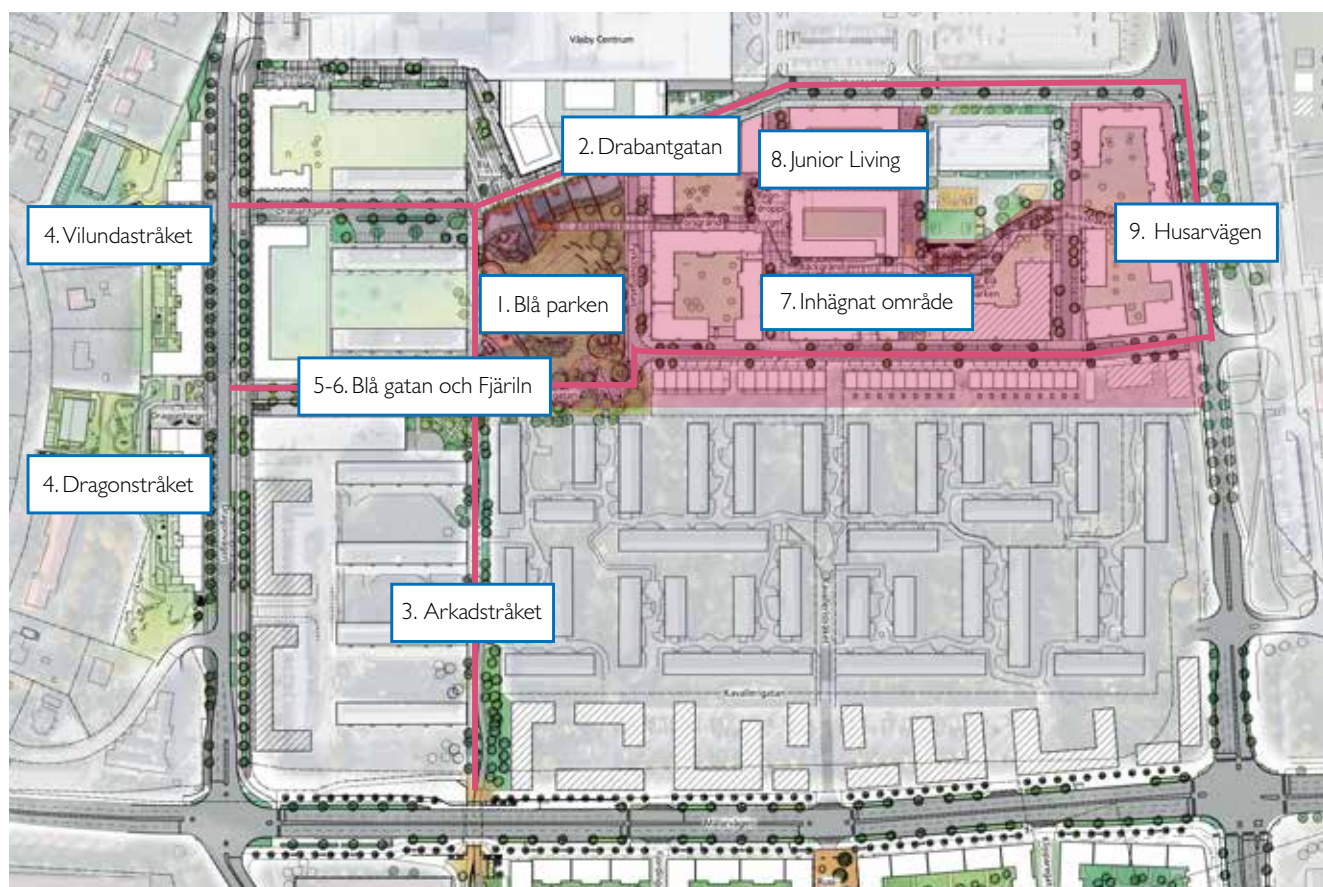 Väsby Centrum
2. Drabantgatan
8. Junior Living
4. Vilundastråket
9. Husarvägen
1. Blå parken
7. Inhägnat område
5-6. Blå gatan och Fjäriln
4. Dragonstråket
3. Arkadstråket
Kavallerigatan